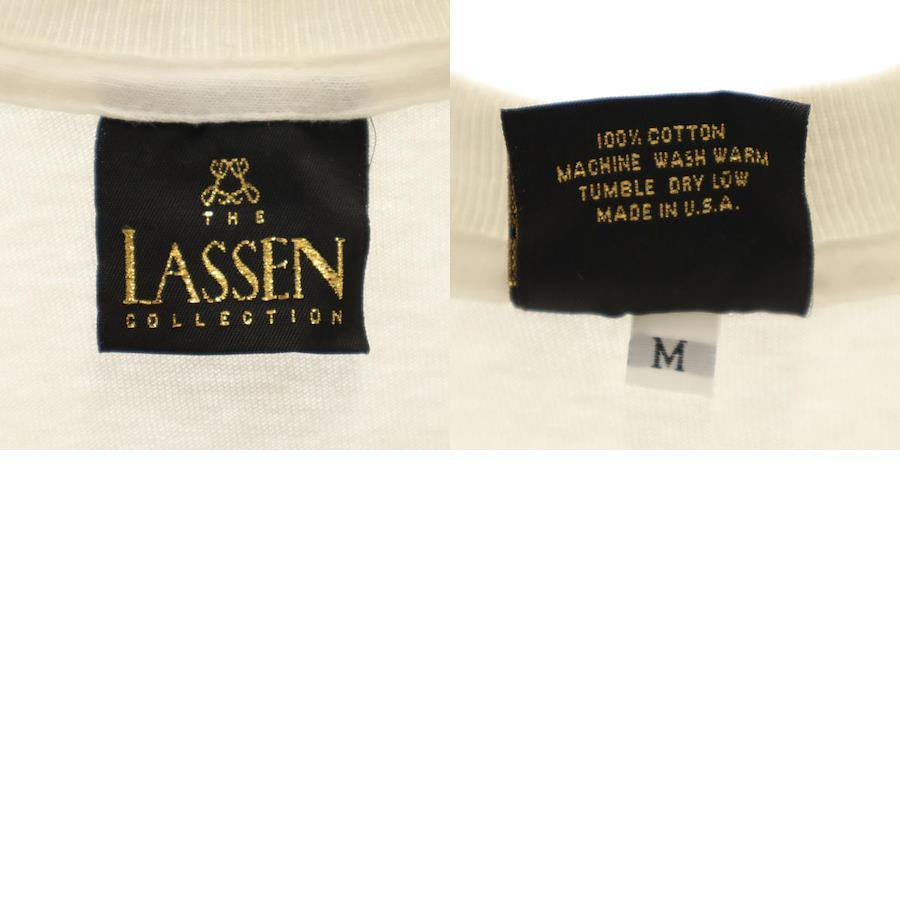 THE
LASSEN
COLLECTION
100% COTTON
MACHINE WASH WARM
TUMBLE DRY LOW
MADE IN U.S.A.
M